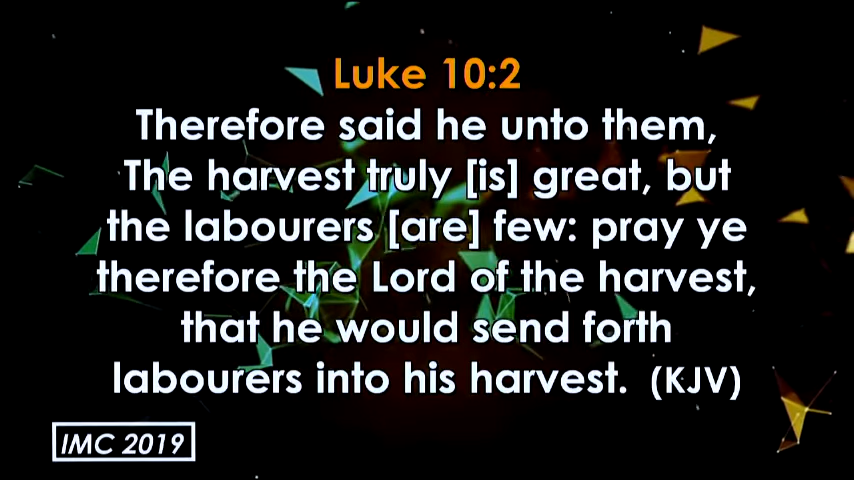 Luke 10:2
Therefore said he unto them,
The harvest truly [is] great, but
the labourers [are] few: pray ye
therefore the Lord of the harvest,
that he would send forth
labourers into his harvest. (KJV)
IMC 2019